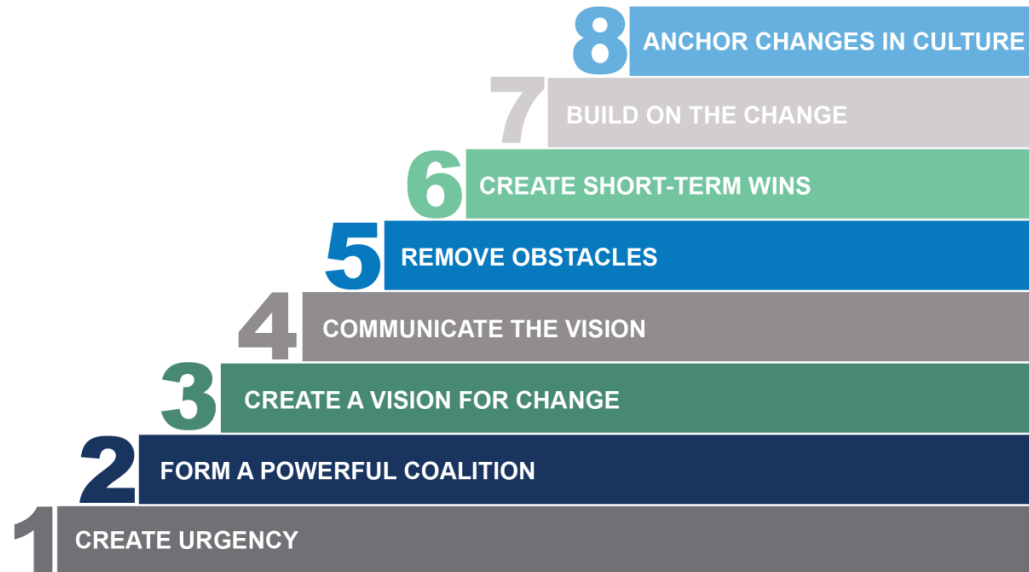 8 ANCHOR CHANGES IN CULTURE
7 BUILD ON THE CHANGE
6 CREATE SHORT-TERM WINS
5 REMOVE OBSTACLES
4 COMMUNICATE THE VISION
3 CREATE A VISION FOR CHANGE
2 FORM A POWERFUL COALITION
1 CREATE URGENCY